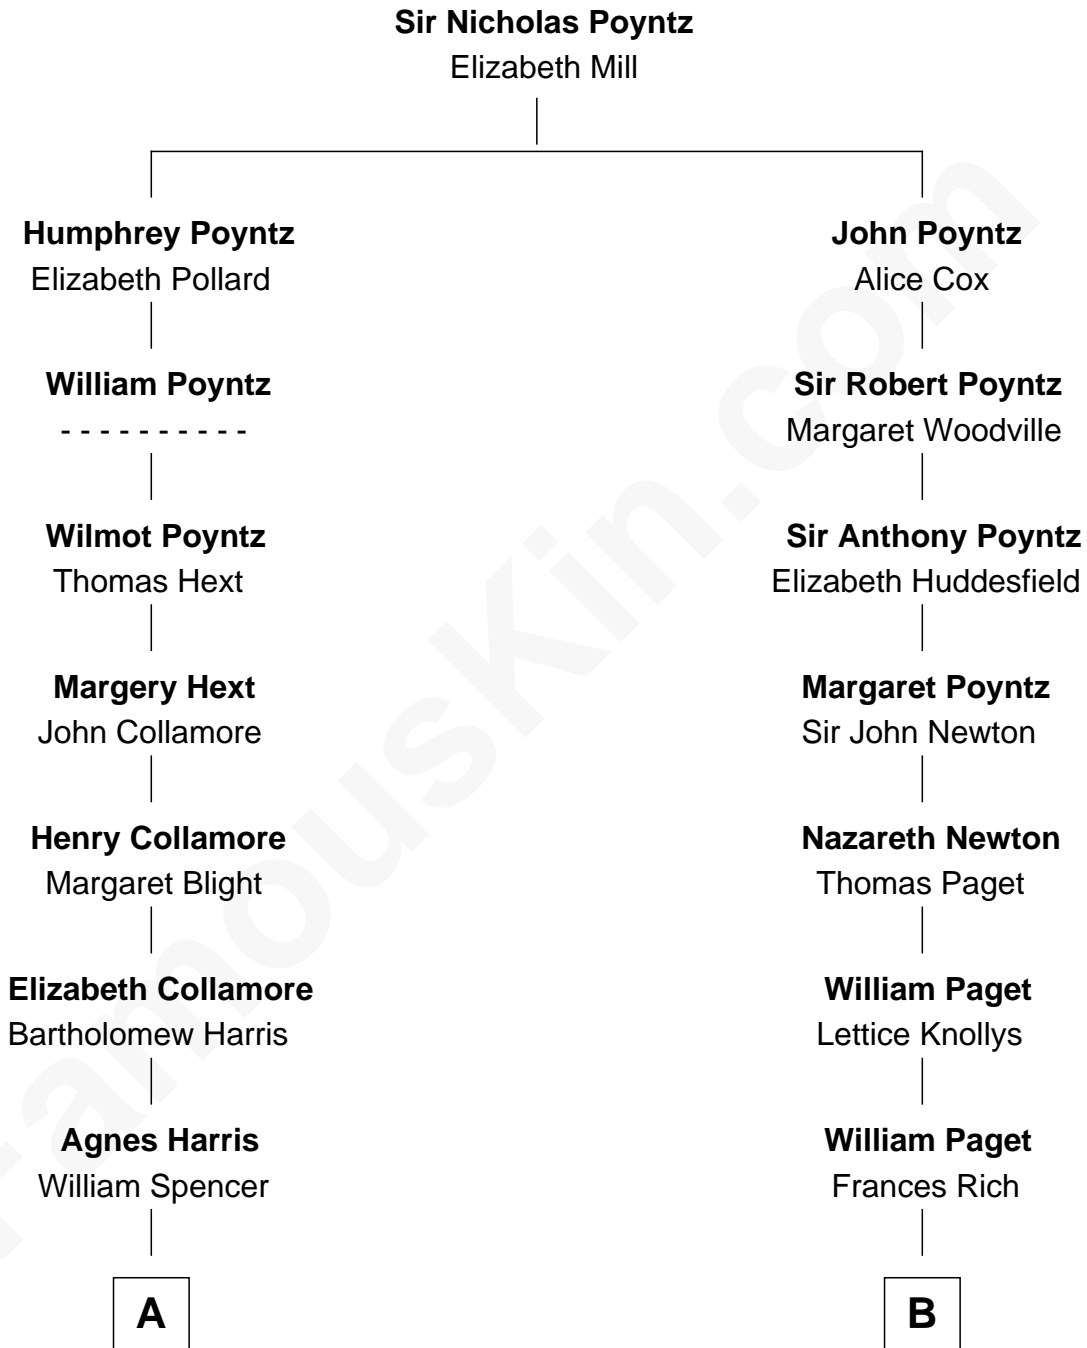 Sir Nicholas Poyntz
Elizabeth Mill
Humphrey Poyntz
Elizabeth Pollard
William Poyntz
- - - - - - - - - -
Wilmot Poyntz
Thomas Hext
Margery Hext
John Collamore
Henry Collamore
Margaret Blight
Elizabeth Collamore
Bartholomew Harris
Agnes Harris
William Spencer
A
John Poyntz
Alice Cox
Sir Robert Poyntz
Margaret Woodville
Sir Anthony Poyntz
Elizabeth Huddesfield
Margaret Poyntz
Sir John Newton
Nazareth Newton
Thomas Paget
William Paget
Lettice Knollys
William Paget
Frances Rich
B
FamousKin.com